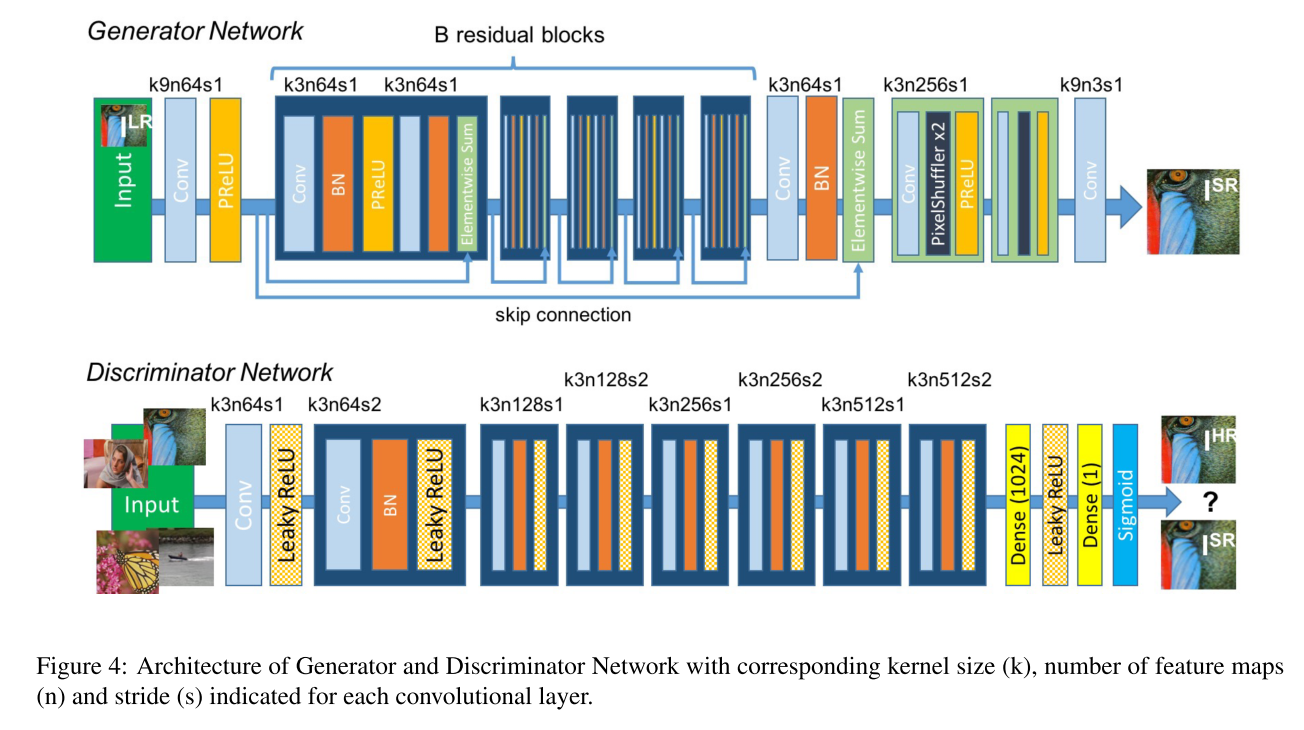 Generator Network
B residual blocks
k9n64s1
k3n64s1
k3n64s1
k3n64s1
k3n256s1
k9n3s1
I LR
Input
Conv
PReLU
Conv
BN
PReLU
Elementwise Sum
Conv
BN
Elementwise Sum
Conv
PixelShuffler x2
PReLU
Conv
I SR
skip connection
Discriminator Network
k3n128s2
k3n256s2
k3n512s2
k3n64s1
k3n64s2
k3n128s1
k3n256s1
k3n512s1
Input
Conv
Leaky ReLU
Conv
BN
Leaky ReLU
Dense (1024)
Leaky ReLU
Dense (1)
Sigmoid
I HR
?
I SR
Figure 4: Architecture of Generator and Discriminator Network with corresponding kernel size (k), number of feature maps
(n) and stride (s) indicated for each convolutional layer.